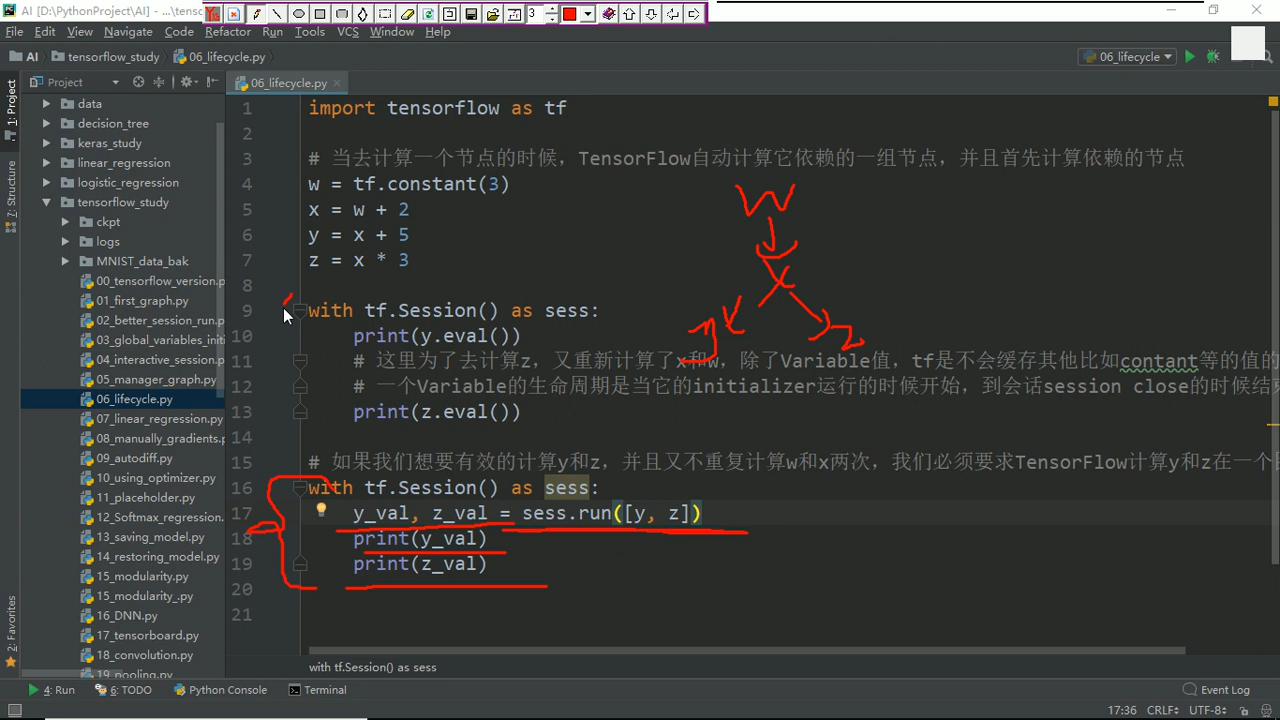 AI [D:\PythonProject\AI] - ...\tens
3
File Edit View Navigate Code Refactor Run Tools VCS Window Help
AI tensorflow_study 06_lifecycle.py 06_lifecycle
Project 06_lifecycle.py
1: Project
7: Structure
2: Favorites
data
decision_tree
keras_study
linear_regression
logistic_regression
tensorflow_study
ckpt
logs
MNIST_data_bak
00_tensorflow_version.p
01_first_graph.py
02_better_session_run.p
03_global_variables_initi
04_interactive_session.p
05_manager_graph.py
06_lifecycle.py
07_linear_regression.py
08_manually_gradients.p
09_autodiff.py
10_using_optimizer.py
11_placeholder.py
12_Softmax_regression.p
13_saving_model.py
14_restoring_model.py
15_modularity.py
15_modularity_.py
16_DNN.py
17_tensorboard.py
18_convolution.py
19_pooling.py
1 import tensorflow as tf
2
3 # 当去计算一个节点的时候，TensorFlow自动计算它依赖的一组节点，并且首先计算依赖的节点
4 w = tf.constant(3)
5 x = w + 2
6 y = x + 5
7 z = x * 3
8
9 with tf.Session() as sess:
10 print(y.eval())
11 # 这里为了去计算z，又重新计算了x和w，除了Variable值，tf是不会缓存其他比如contant等的值的
12 # 一个Variable的生命周期是当它的initializer运行的时候开始，到会话session close的时候结
13 print(z.eval())
14
15 # 如果我们想要有效的计算y和z，并且又不重复计算w和x两次，我们必须要求TensorFlow计算y和z在一个
16 with tf.Session() as sess:
17 y_val, z_val = sess.run([y, z])
18 print(y_val)
19 print(z_val)
20
21
W
x
y z
with tf.Session() as sess
4: Run 6: TODO Python Console Terminal Event Log
17:36 CRLF UTF-8